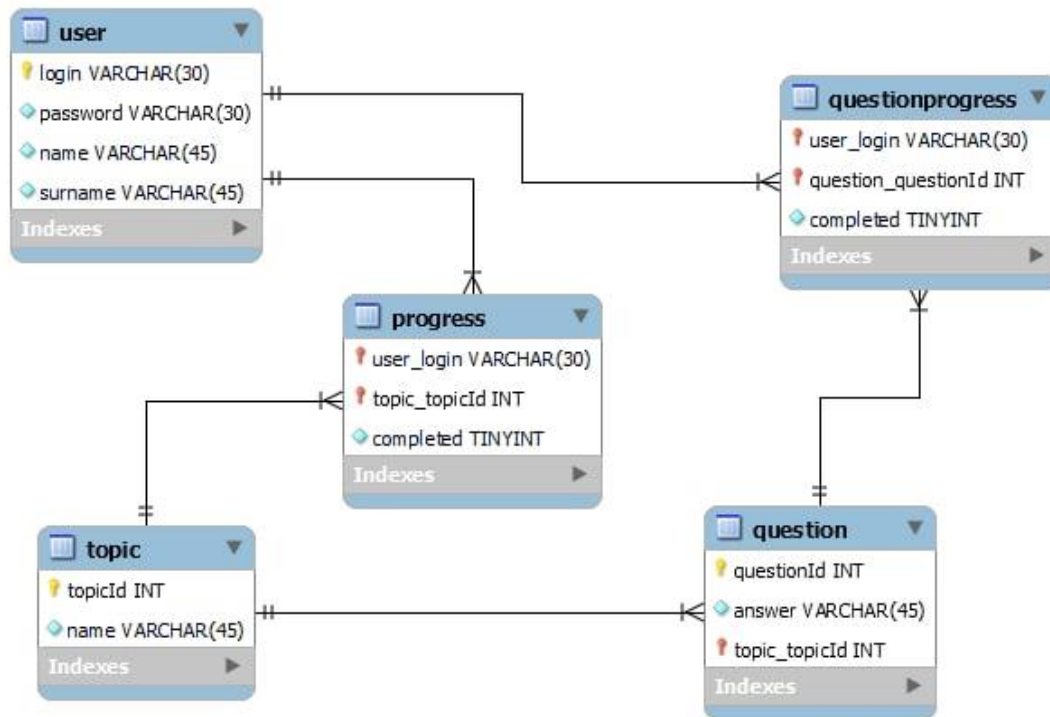 user
login VARCHAR(30)
password VARCHAR(30)
name VARCHAR(45)
surname VARCHAR(45)
Indexes
questionprogress
user_login VARCHAR(30)
question_questionId INT
completed TINYINT
Indexes
progress
user_login VARCHAR(30)
topic_topicId INT
completed TINYINT
Indexes
topic
topicId INT
name VARCHAR(45)
Indexes
question
questionId INT
answer VARCHAR(45)
topic_topicId INT
Indexes